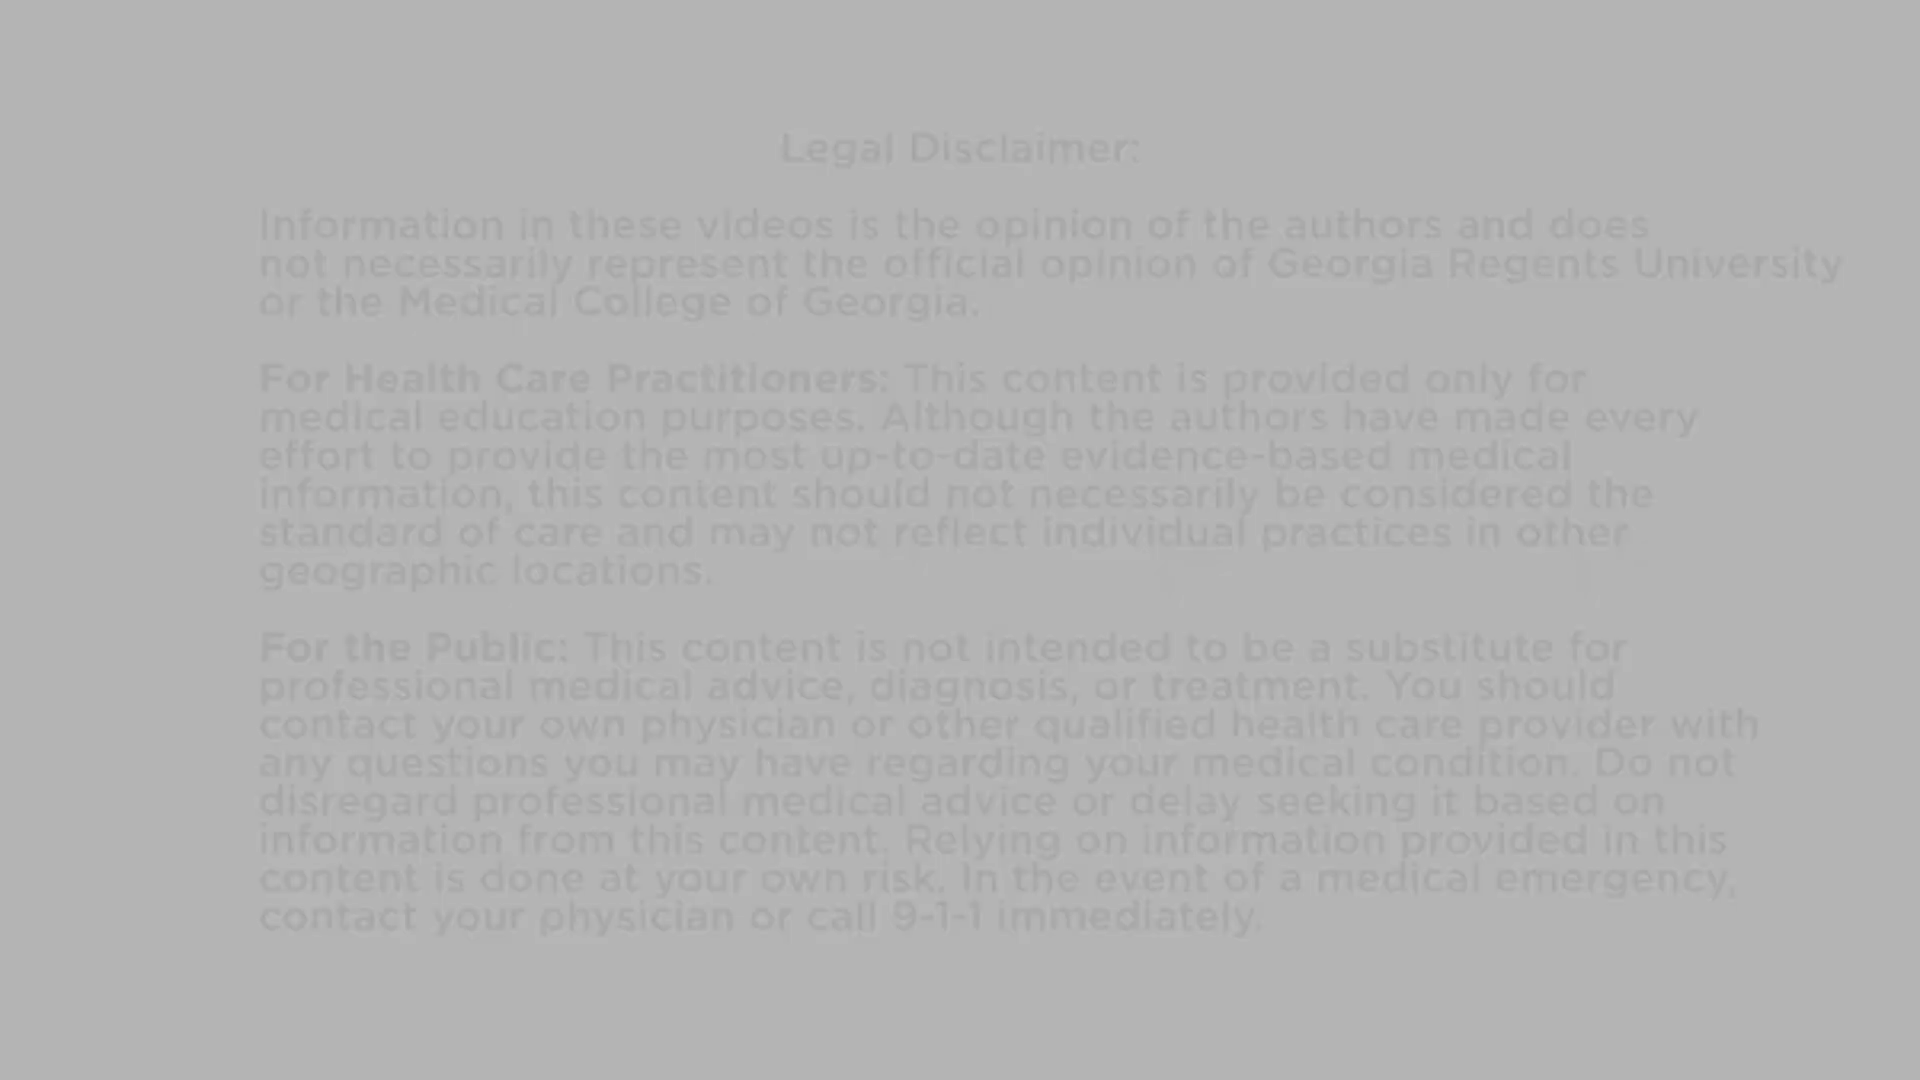 Legal Disclaimer:
Information in these videos is the opinion of the authors and does
not necessarily represent the official opinion of Georgia Regents University
or the Medical College of Georgia.
For Health Care Practitioners: This content is provided only for
medical education purposes. Although the authors have made every
effort to provide the most up-to-date evidence-based medical
information, this content should not necessarily be considered the
standard of care and may not reflect individual practices in other
geographic locations.
For the Public: This content is not intended to be a substitute for
professional medical advice, diagnosis, or treatment. You should
contact your own physician or other qualified health care provider with
any questions you may have regarding your medical condition. Do not
disregard professional medical advice or delay seeking it based on
information from this content. Relying on information provided in this
content is done at your own risk. In the event of a medical emergency,
contact your physician or call 9-1-1 immediately.